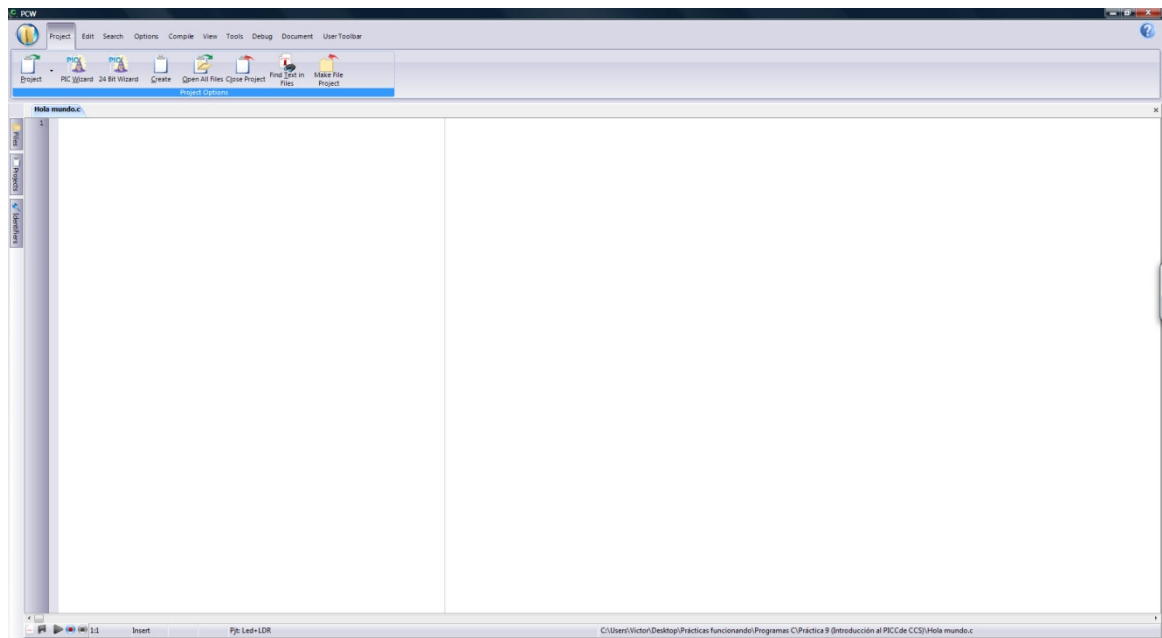 PCW
Project Edit Search Options Compile View Tools Debug Document User Toolbar
Project PIC Wizard 24 Bit Wizard Create Open All Files Close Project Find Text in Files Make File Project
Project Options
Hola mundo.c
1
Files
Projects
Identifiers
1:1 Insert Pjt: Led+LDR C:\Users\Victor\Desktop\Prácticas funcionando\Programas C\Práctica 9 (Introducción al PICCde CCS)\Hola mundo.c